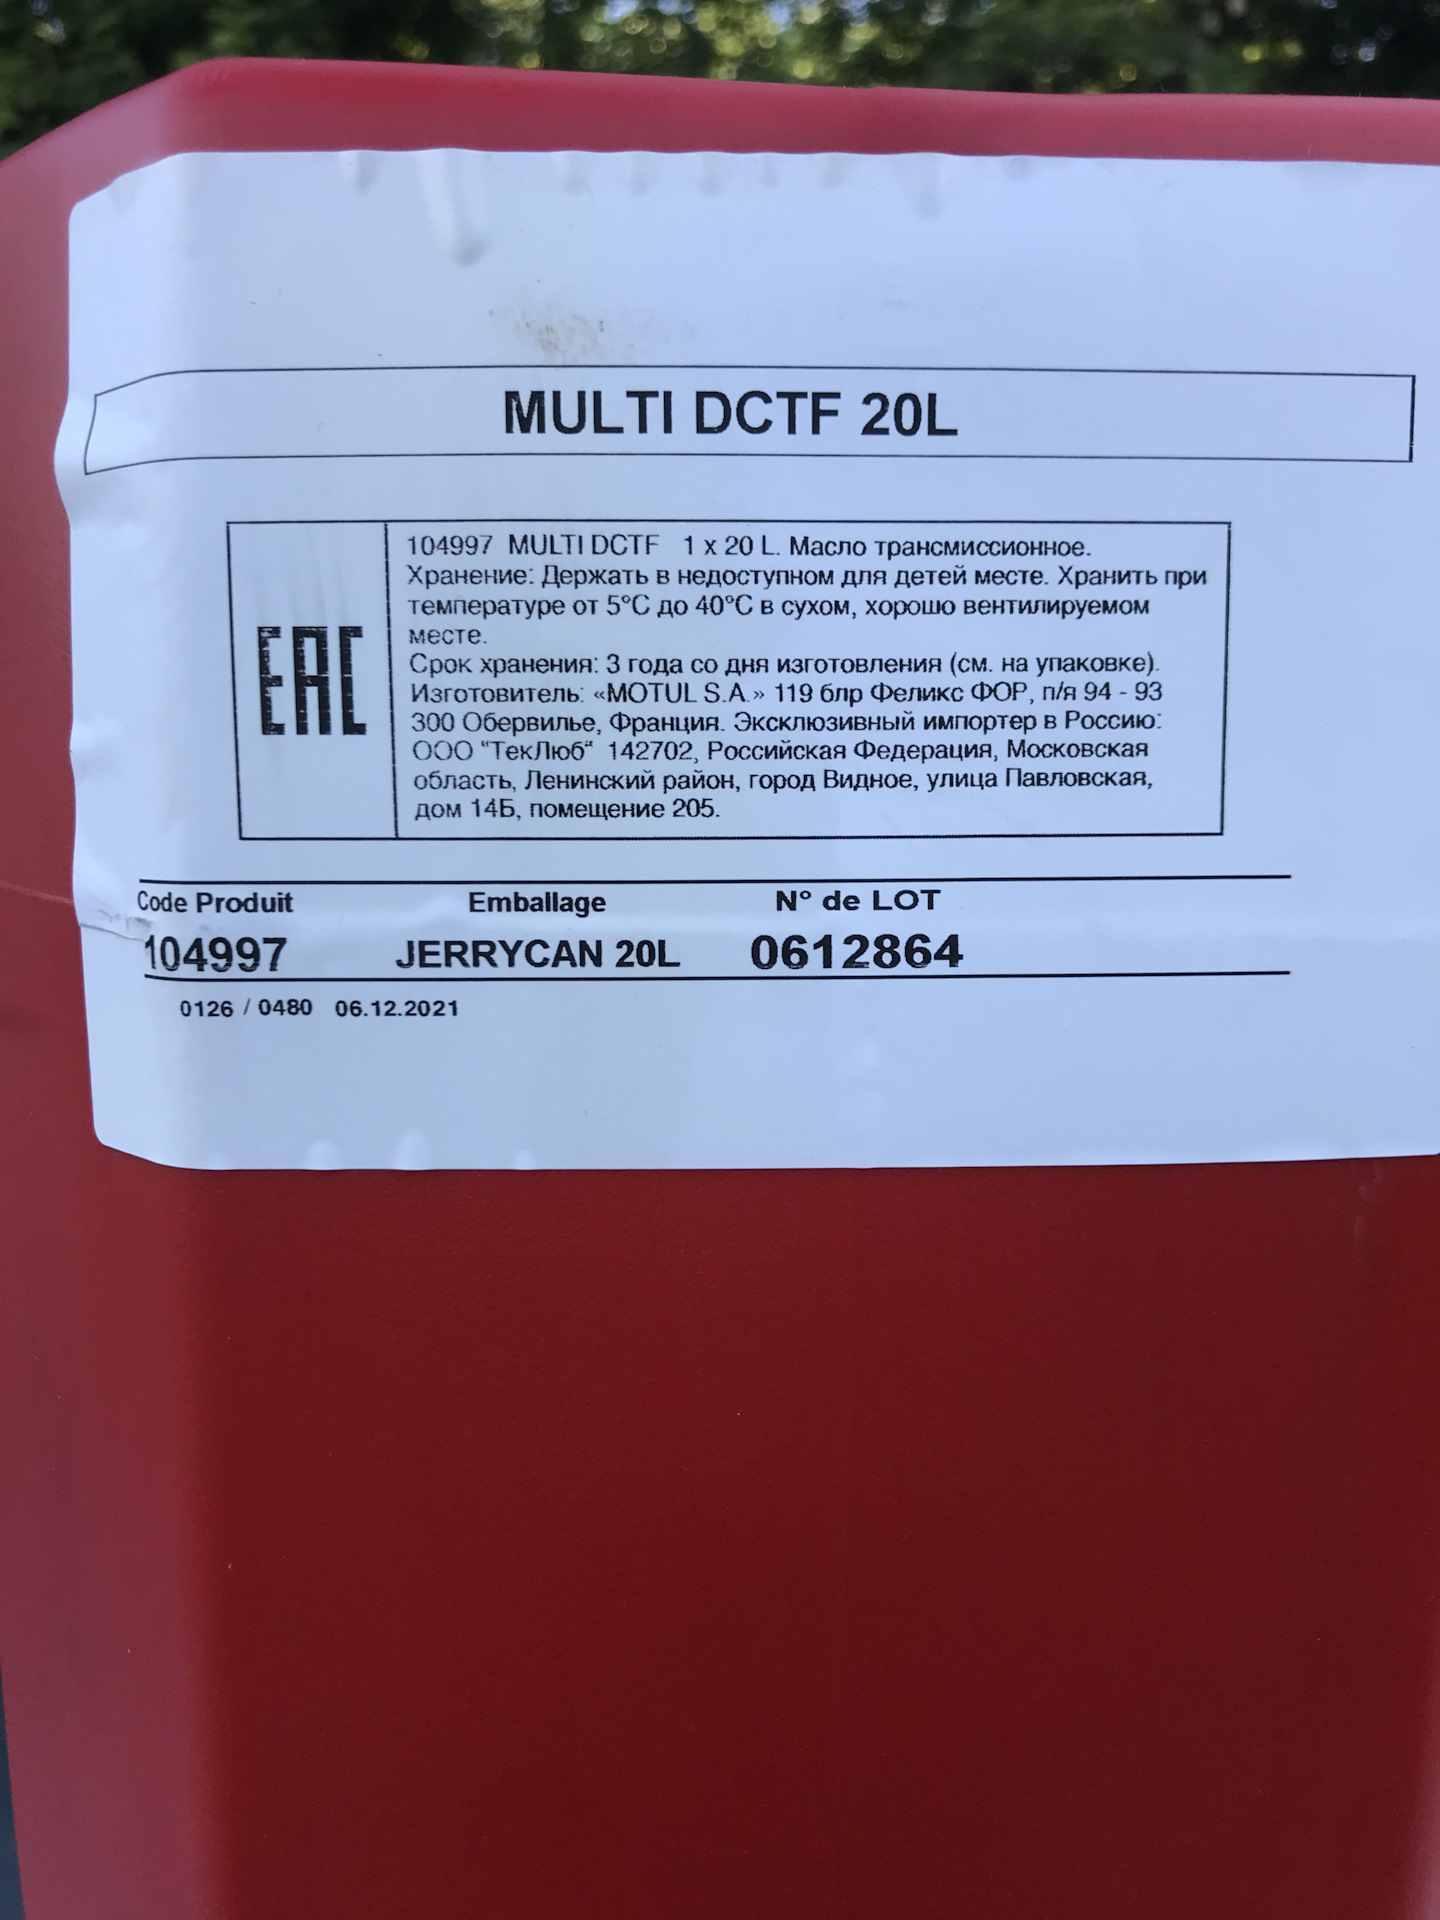 MULTI DCTF 20L
EAC
104997 MULTI DCTF 1 x 20 L. Масло трансмиссионное.
Хранение: Держать в недоступном для детей месте. Хранить при
температуре от 5°C до 40°C в сухом, хорошо вентилируемом
месте.
Срок хранения: 3 года со дня изготовления (см. на упаковке).
Изготовитель: «MOTUL S.A.» 119 блр Феликс ФОР, п/я 94 - 93
300 Обервилье, Франция. Эксклюзивный импортер в Россию:
ООО "ТекЛюб" 142702, Российская Федерация, Московская
область, Ленинский район, город Видное, улица Павловская,
дом 14Б, помещение 205.
Code Produit Emballage N° de LOT
104997 JERRYCAN 20L 0612864
0126 / 0480 06.12.2021